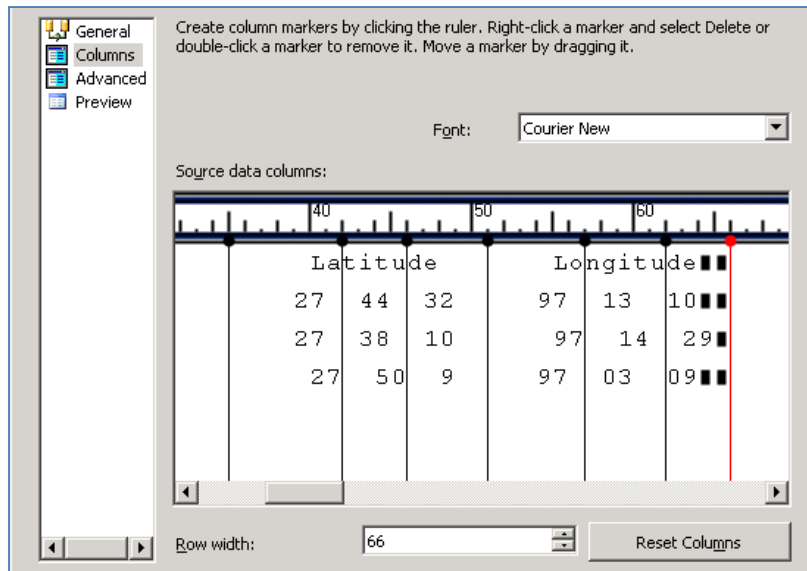 General
Columns
Advanced
Preview
Create column markers by clicking the ruler. Right-click a marker and select Delete or
double-click a marker to remove it. Move a marker by dragging it.
Font:
Courier New
Source data columns:
40 50 60
Latitude Longitude
27 44 32 97 13 10
27 38 10 97 14 29
27 50 9 97 03 09
Row width:
66
Reset Columns